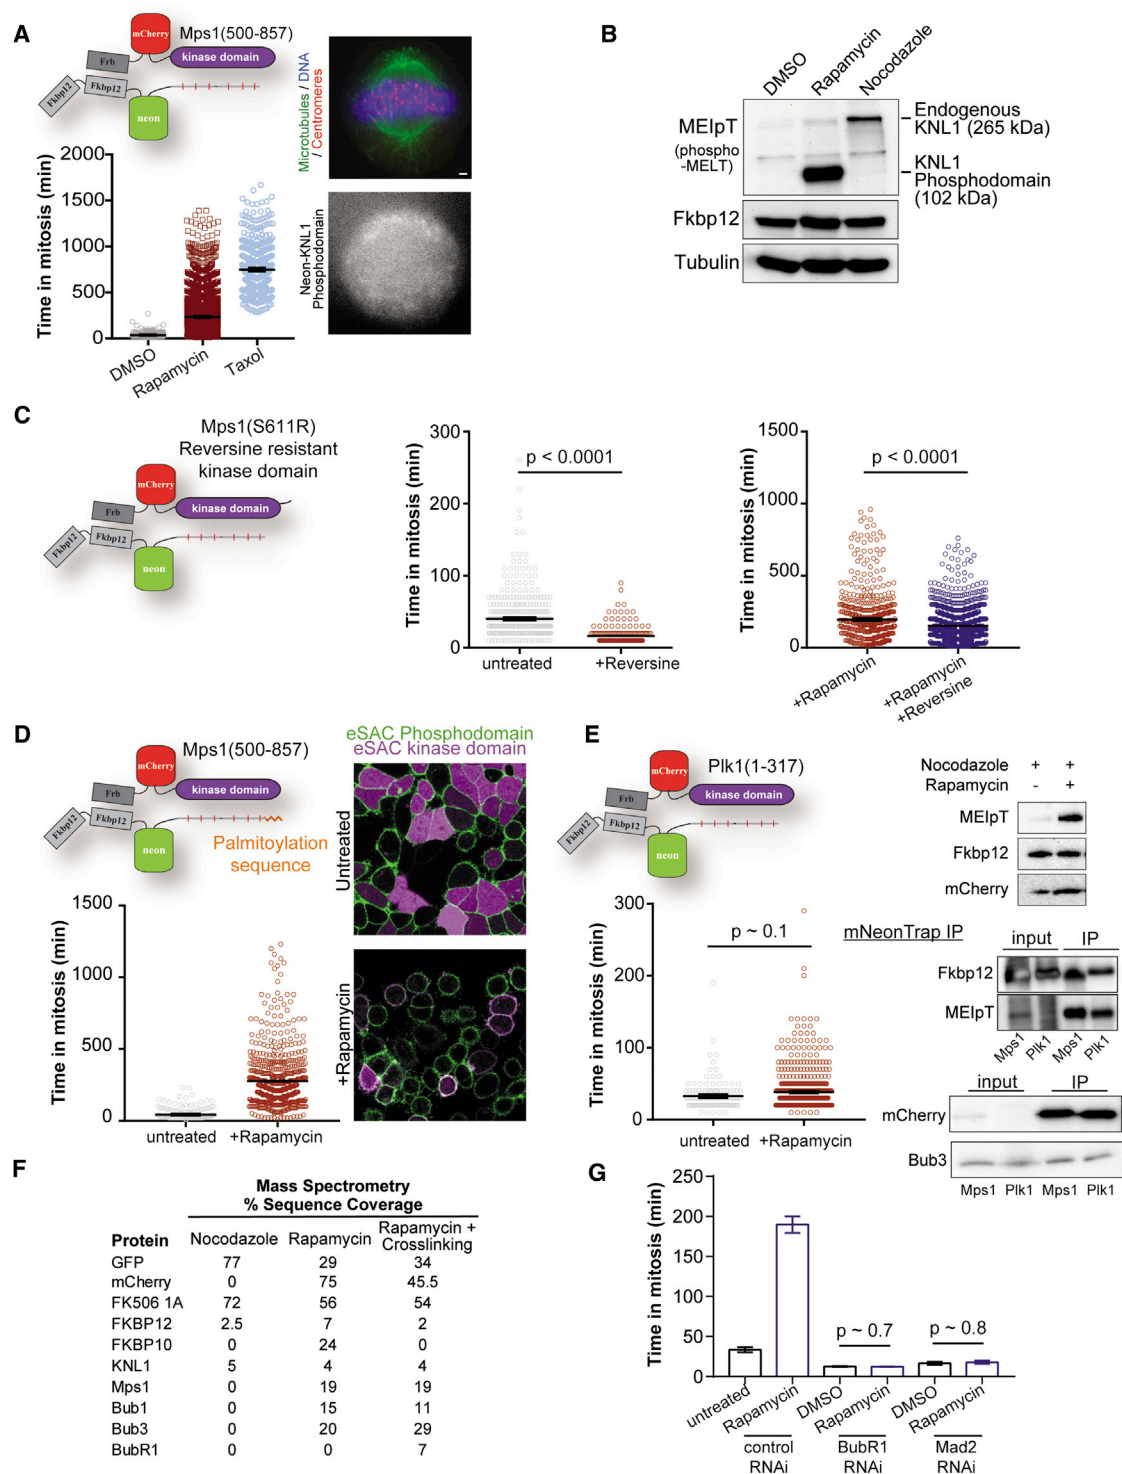 A
mCherry
Mps1(500-857)
Frb
kinase domain
Fkbp12
Fkbp12
neon
Time in mitosis (min)
2000
1500
1000
500
0
DMSO
Rapamycin
Taxol
Microtubules / DNA
/ Centromeres
Neon-KNL1
Phosphodomain
B
DMSO
Rapamycin
Nocodazole
MEIpT
(phospho
-MELT)
Endogenous
KNL1 (265 kDa)
KNL1
Phosphodomain
(102 kDa)
Fkbp12
Tubulin
C
Mps1(S611R)
Reversine resistant
kinase domain
mCherry
Frb
kinase domain
Fkbp12
Fkbp12
neon
Time in mitosis (min)
300
200
100
0
p < 0.0001
untreated
+Reversine
Time in mitosis (min)
1500
1000
500
0
p < 0.0001
+Rapamycin
+Rapamycin
+Reversine
D
Mps1(500-857)
mCherry
Frb
kinase domain
Fkbp12
Fkbp12
neon
Palmitoylation
sequence
Time in mitosis (min)
1500
1000
500
0
untreated
+Rapamycin
eSAC Phosphodomain
eSAC kinase domain
Untreated
+Rapamycin
E
Plk1(1-317)
mCherry
Frb
kinase domain
Fkbp12
Fkbp12
neon
Time in mitosis (min)
300
200
100
0
p ~ 0.1
untreated
+Rapamycin
Nocodazole + +
Rapamycin - +
MEIpT
Fkbp12
mCherry
mNeonTrap IP
input IP
Fkbp12
MEIpT
Mps1 Plk1 Mps1 Plk1
input IP
mCherry
Bub3
Mps1 Plk1 Mps1 Plk1
F
Mass Spectrometry
% Sequence Coverage
Protein Nocodazole Rapamycin Rapamycin + Crosslinking
GFP 77 29 34
mCherry 0 75 45.5
FK506 1A 72 56 54
FKBP12 2.5 7 2
FKBP10 0 24 0
KNL1 5 4 4
Mps1 0 19 19
Bub1 0 15 11
Bub3 0 20 29
BubR1 0 0 7
G
Time in mitosis (min)
250
200
150
100
50
0
p ~ 0.7
p ~ 0.8
untreated
Rapamycin
DMSO
Rapamycin
DMSO
Rapamycin
control
RNAi
BubR1
RNAi
Mad2
RNAi